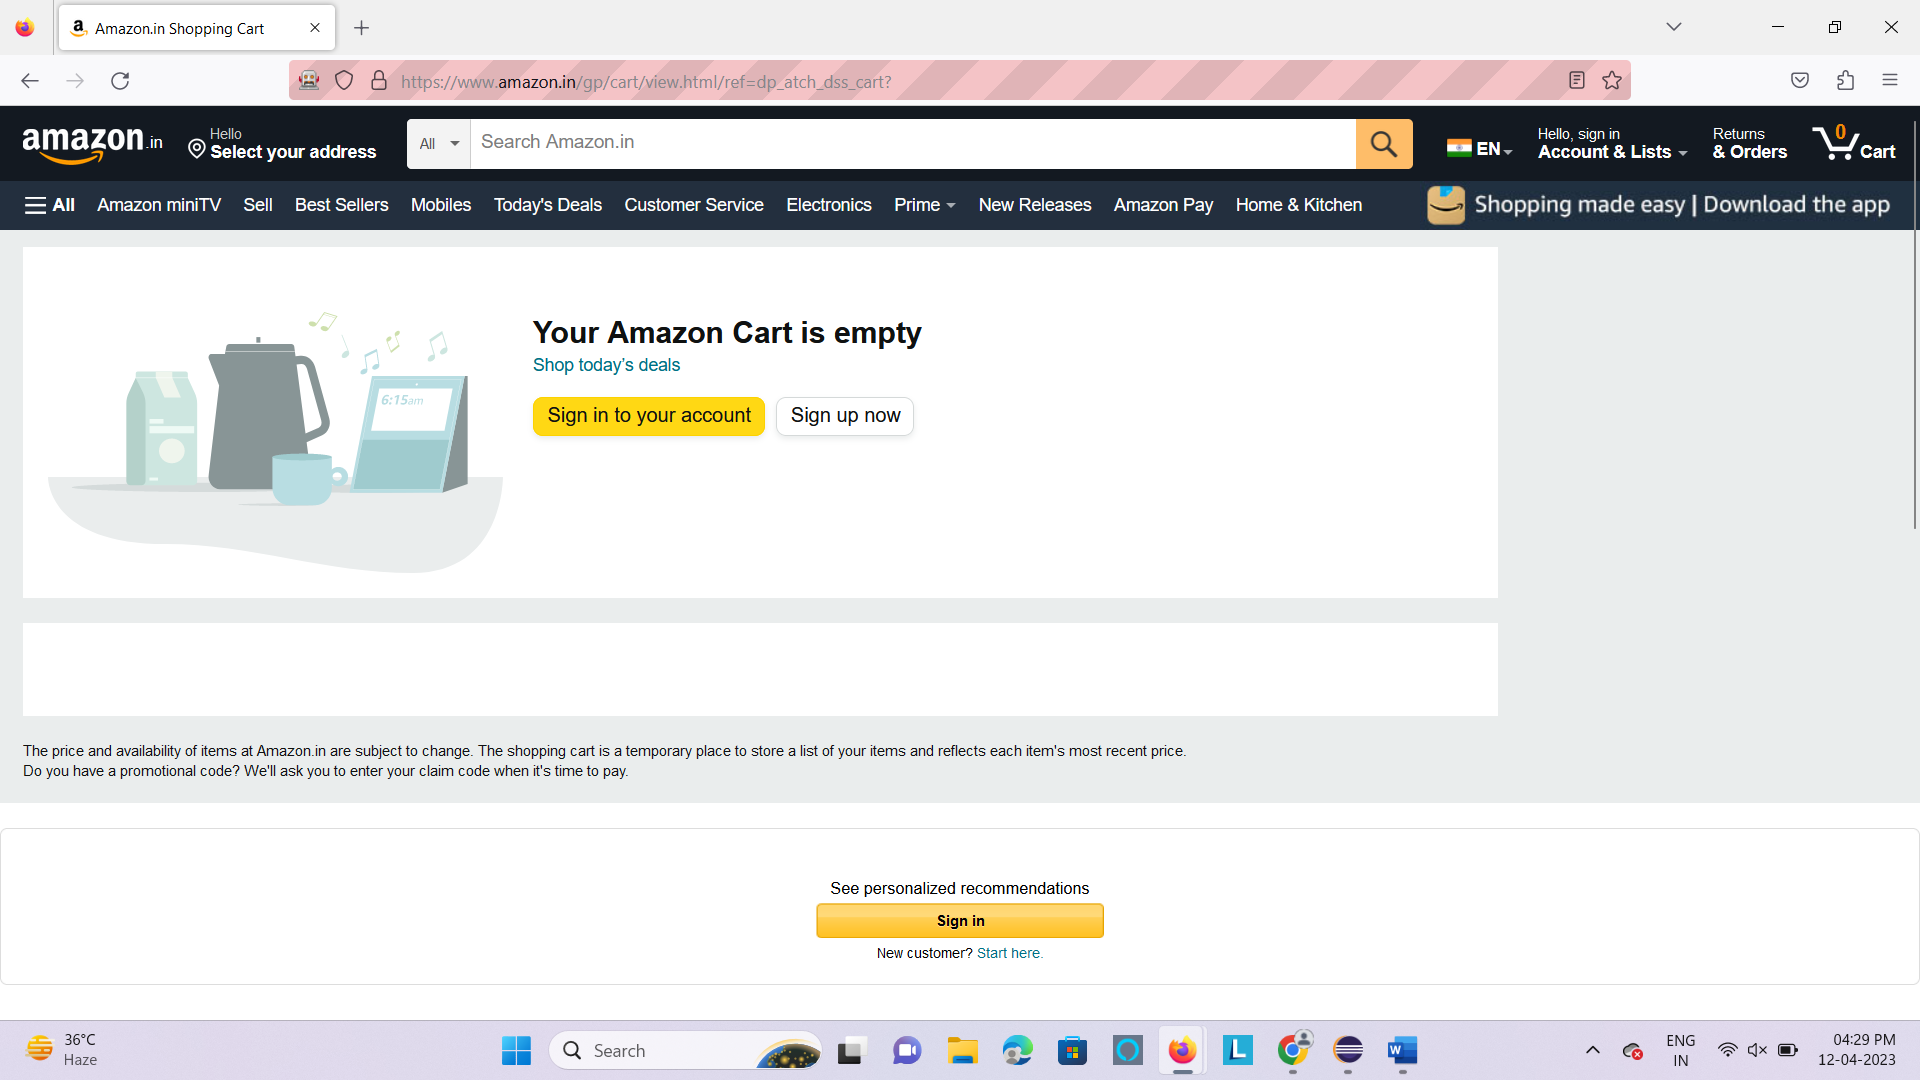 Amazon.in Shopping Cart
https://www.amazon.in/gp/cart/view.html/ref=dp_atch_dss_cart?
amazon.in
Hello
Select your address
All
Search Amazon.in
EN
Hello, sign in
Account & Lists
Returns
& Orders
0
Cart
All
Amazon miniTV
Sell
Best Sellers
Mobiles
Today's Deals
Customer Service
Electronics
Prime
New Releases
Amazon Pay
Home & Kitchen
Shopping made easy | Download the app
6:15am
Your Amazon Cart is empty
Shop today’s deals
Sign in to your account
Sign up now
The price and availability of items at Amazon.in are subject to change. The shopping cart is a temporary place to store a list of your items and reflects each item's most recent price.
Do you have a promotional code? We'll ask you to enter your claim code when it's time to pay.
See personalized recommendations
Sign in
New customer? Start here.
36°C
Haze
Search
ENG
IN
04:29 PM
12-04-2023